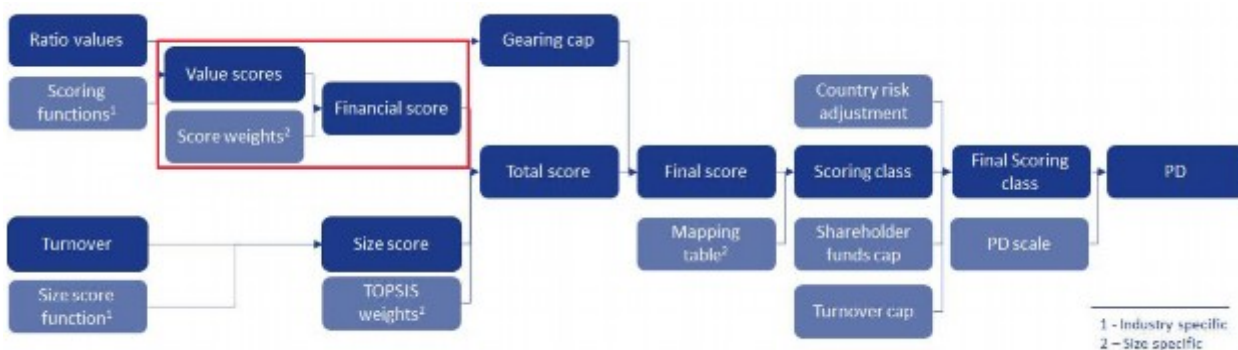 Ratio values
Scoring
functions¹
Value scores
Score weights²
Financial score
Gearing cap
Turnover
Size score
function¹
Size score
TOPSIS
weights²
Total score
Final score
Mapping
table²
Country risk
adjustment
Scoring class
Shareholder
funds cap
Turnover cap
Final Scoring
class
PD scale
PD
1 - Industry specific
2 – Size specific